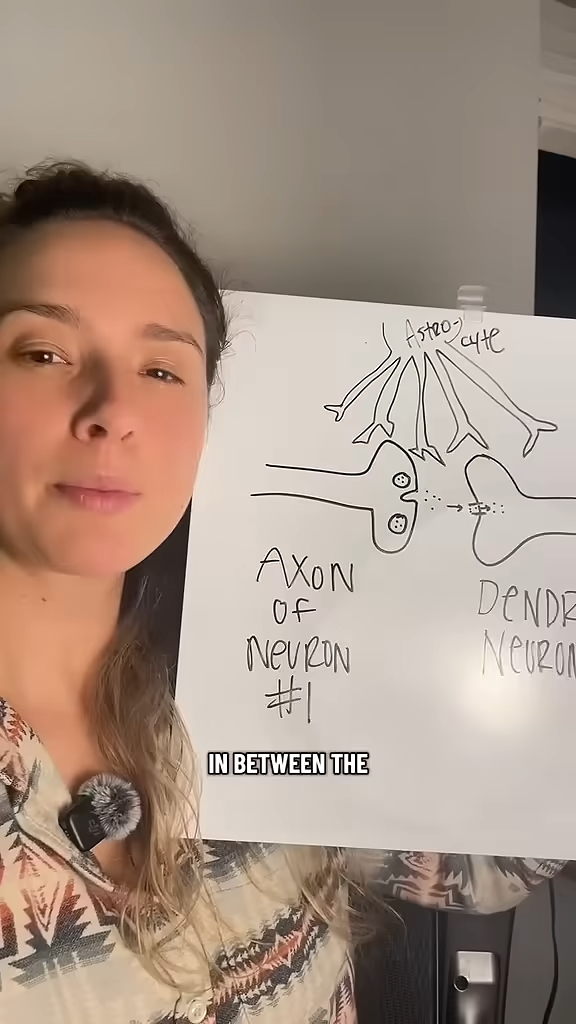 Astro-
cyte
AXON
OF
NEURON
#1
DENDR
NEURON
IN BETWEEN THE